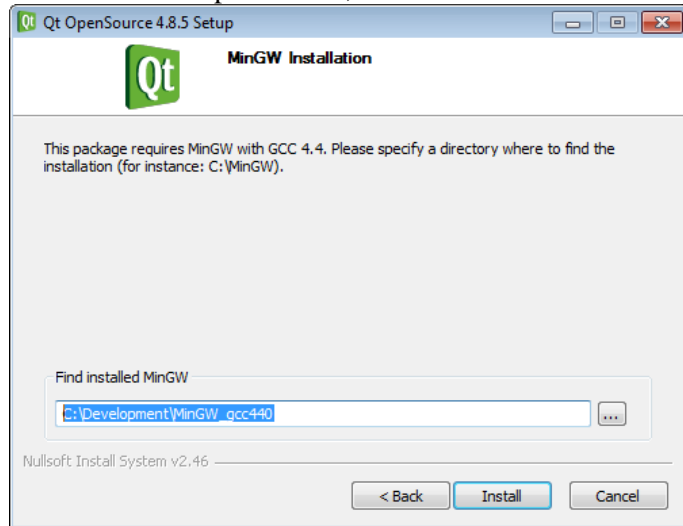 Qt OpenSource 4.8.5 Setup
Qt
MinGW Installation
This package requires MinGW with GCC 4.4. Please specify a directory where to find the
installation (for instance: C:\MinGW).
Find installed MinGW
C:\Development\MinGW_gcc440
...
Nullsoft Install System v2.46
< Back Install Cancel